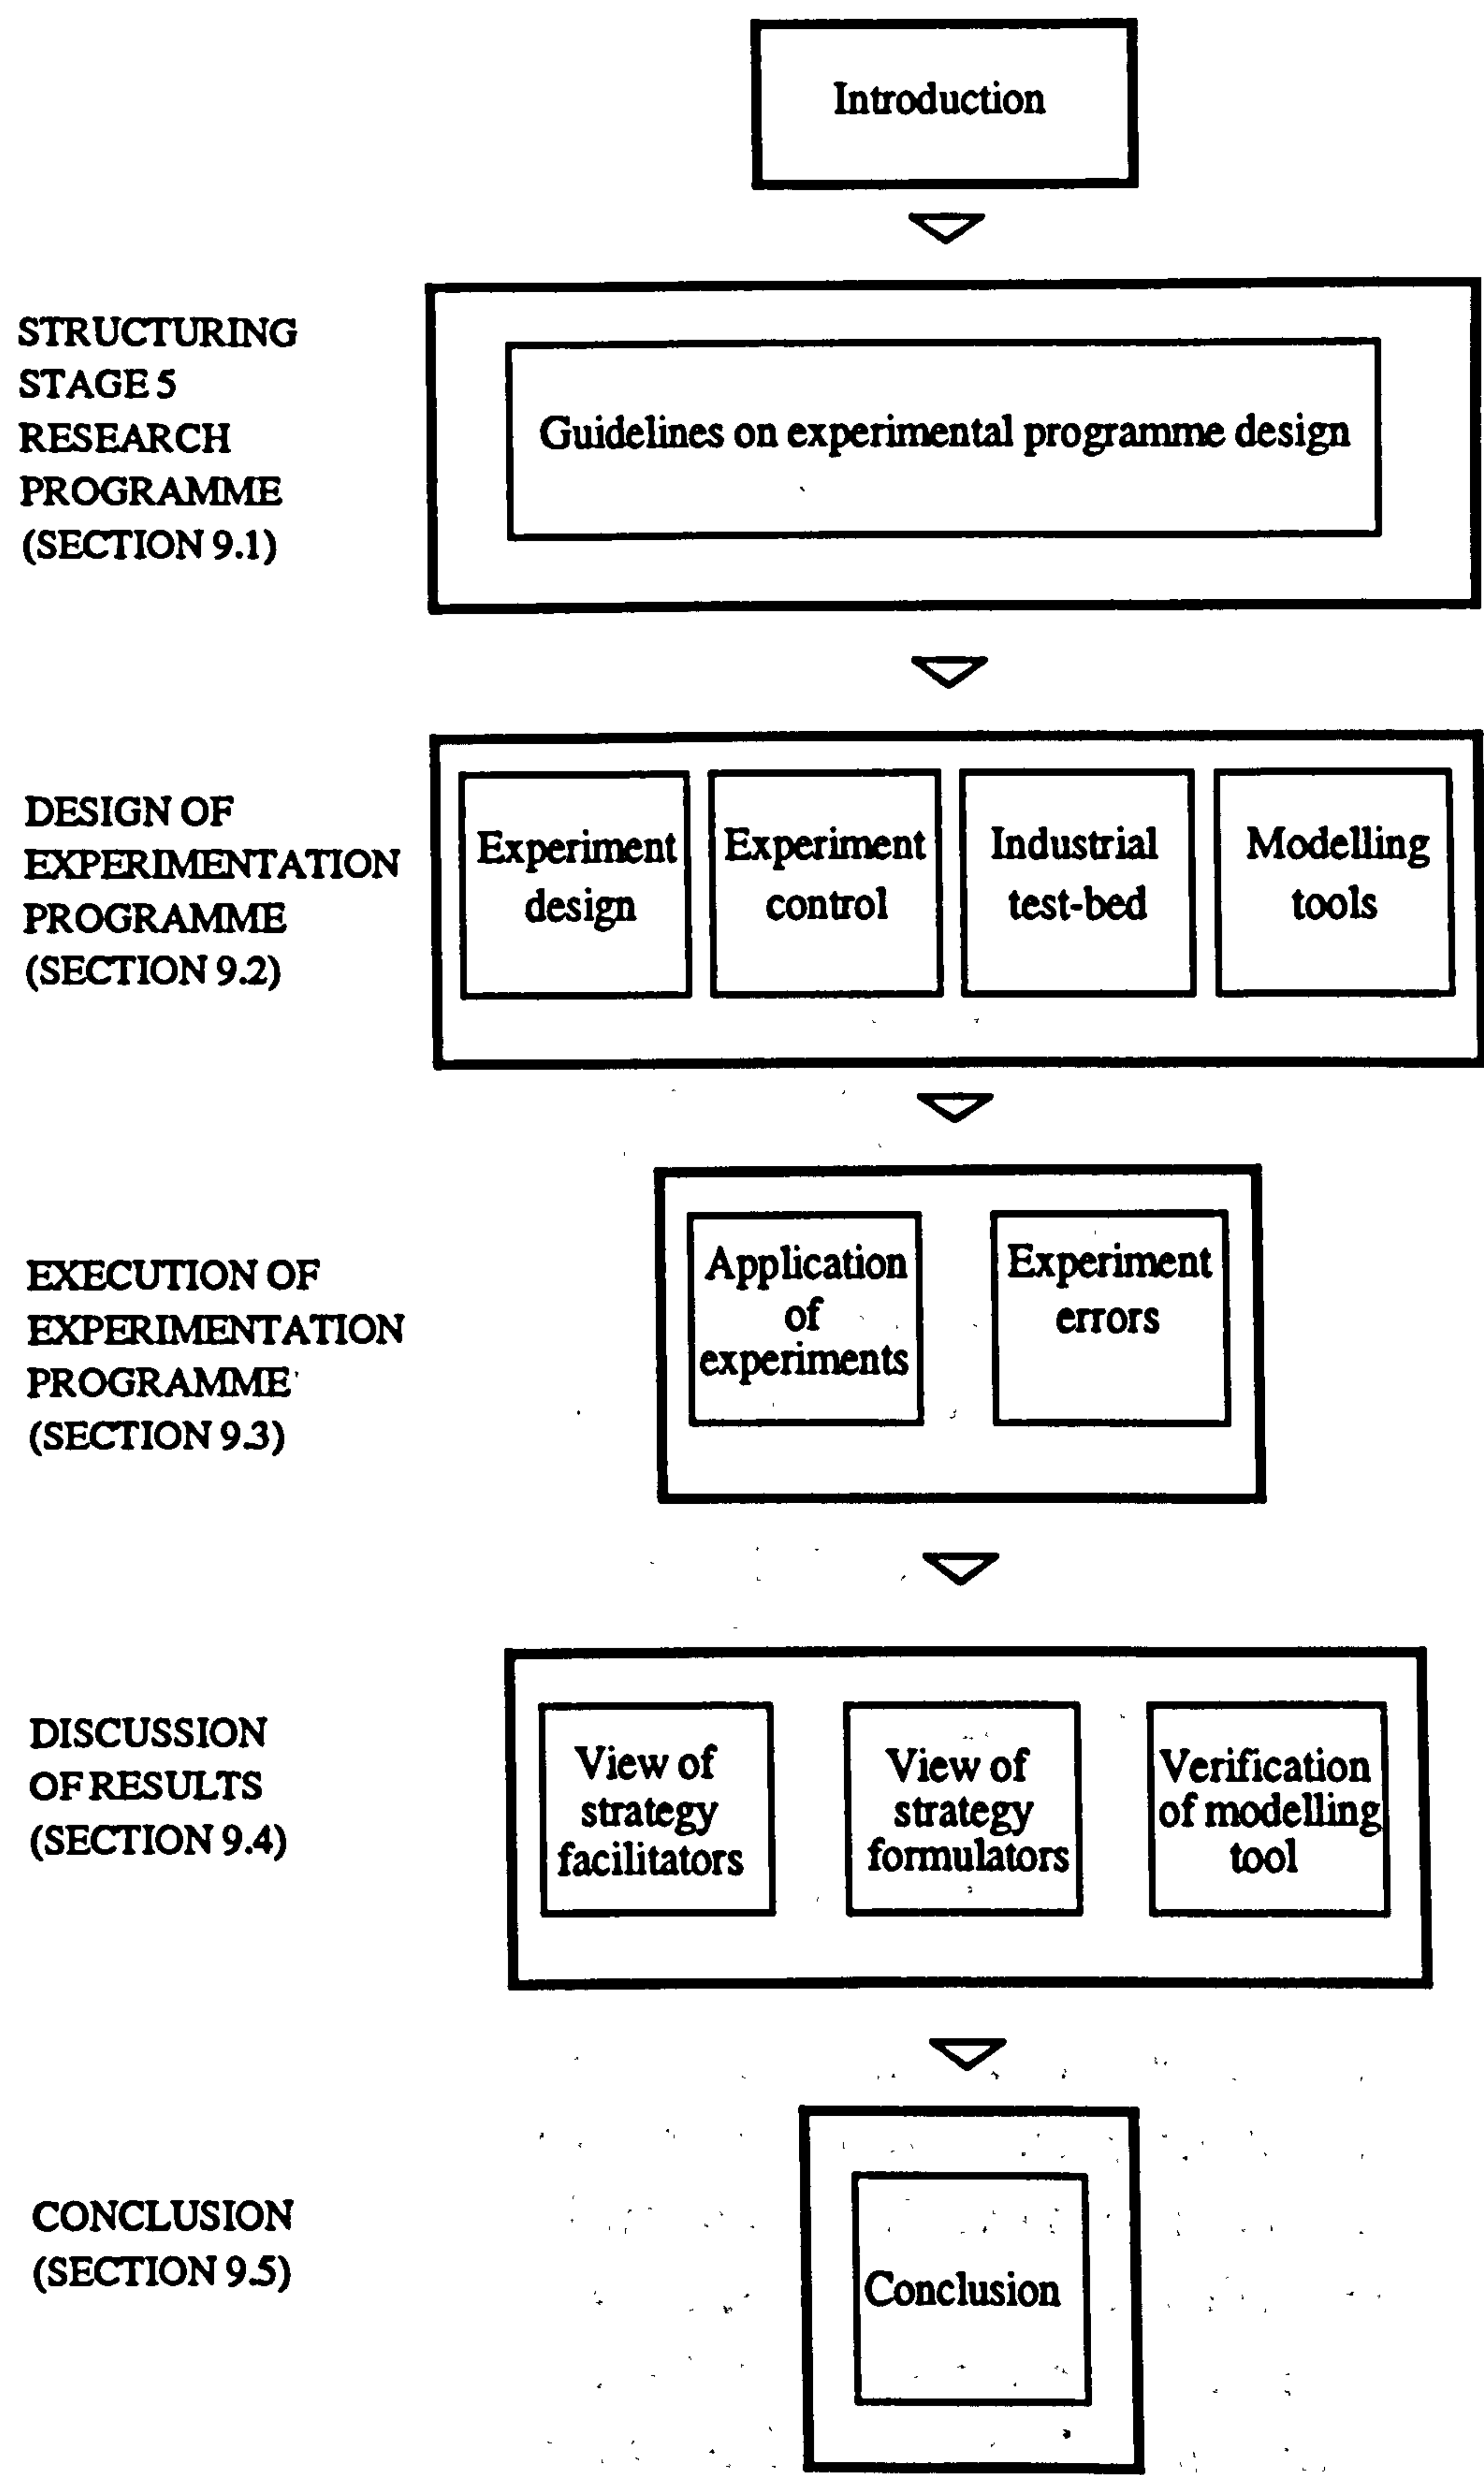 Introduction
STRUCTURING
STAGE 5
RESEARCH
PROGRAMME
(SECTION 9.1)
Guidelines on experimental programme design
DESIGN OF
EXPERIMENTATION
PROGRAMME
(SECTION 9.2)
Experiment
design
Experiment
control
Industrial
test-bed
Modelling
tools
EXECUTION OF
EXPERIMENTATION
PROGRAMME
(SECTION 9.3)
Application
of
experiments
Experiment
errors
DISCUSSION
OF RESULTS
(SECTION 9.4)
View of
strategy
facilitators
View of
strategy
formulators
Verification
of modelling
tool
CONCLUSION
(SECTION 9.5)
Conclusion